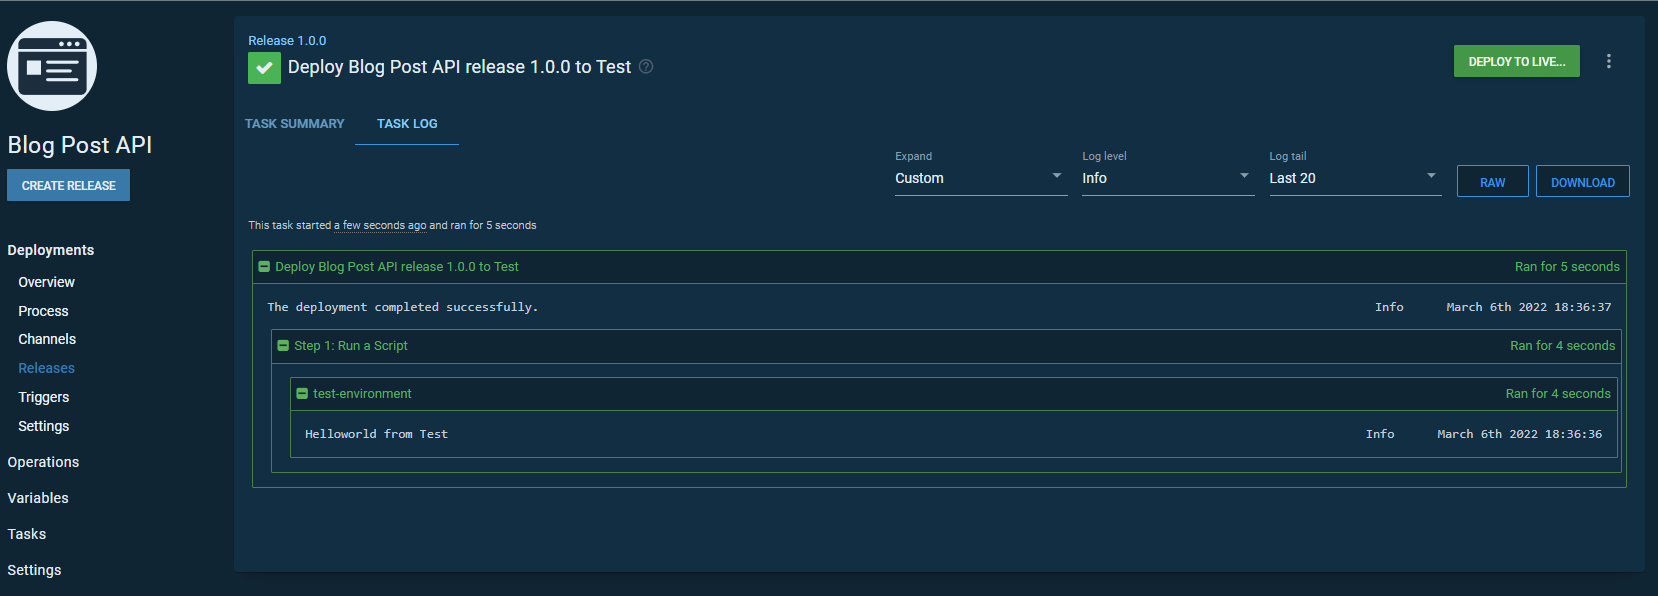 Blog Post API
CREATE RELEASE
Deployments
Overview
Process
Channels
Releases
Triggers
Settings
Operations
Variables
Tasks
Settings
Release 1.0.0
Deploy Blog Post API release 1.0.0 to Test ?
DEPLOY TO LIVE...
TASK SUMMARY TASK LOG
Expand Log level Log tail
Custom Info Last 20 RAW DOWNLOAD
This task started a few seconds ago and ran for 5 seconds
Deploy Blog Post API release 1.0.0 to Test Ran for 5 seconds
The deployment completed successfully. Info March 6th 2022 18:36:37
Step 1: Run a Script Ran for 4 seconds
test-environment Ran for 4 seconds
Helloworld from Test Info March 6th 2022 18:36:36